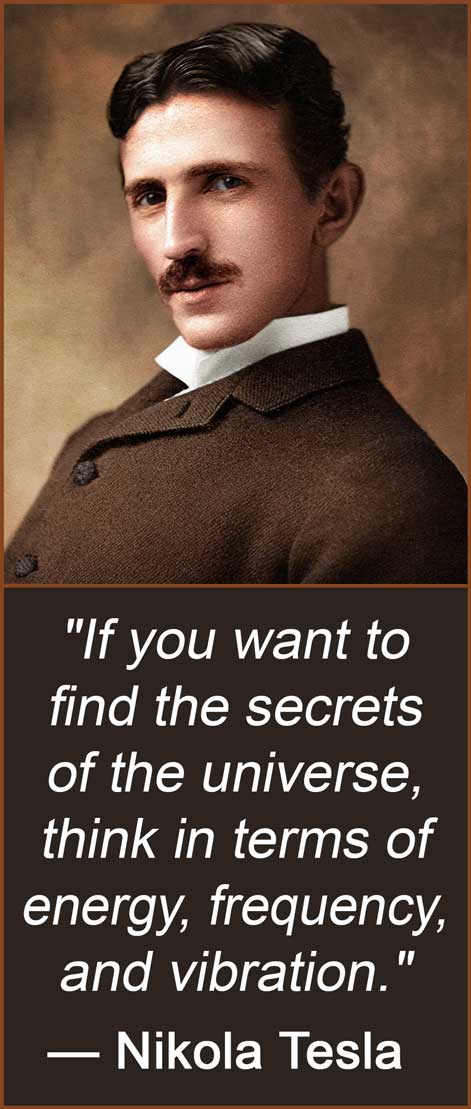 "If you want to
find the secrets
of the universe,
think in terms of
energy, frequency,
and vibration."
— Nikola Tesla